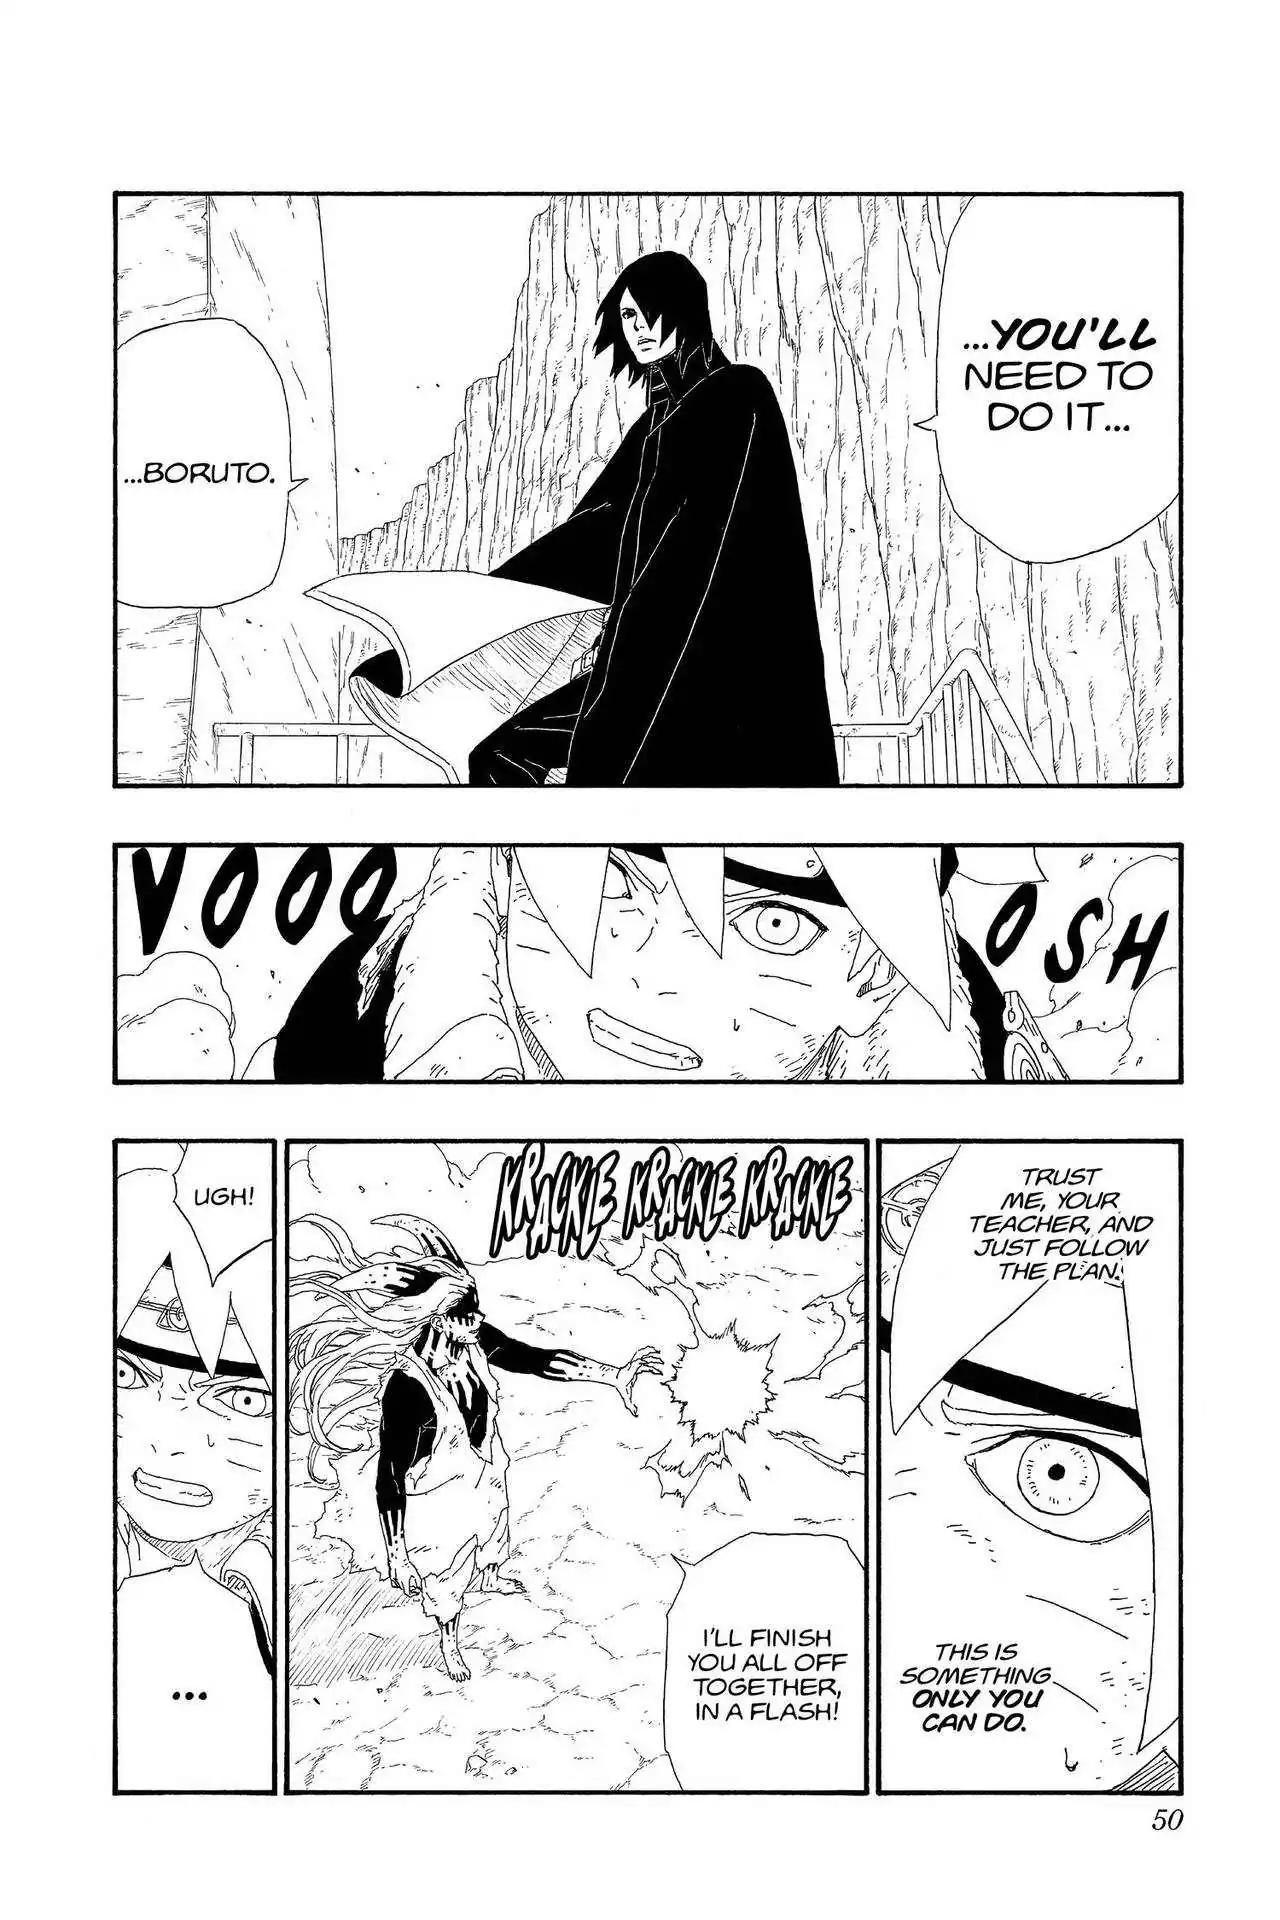 ...YOU'LL
NEED TO
DO IT...
...BORUTO.
VOOO
OSH
TRUST
ME, YOUR
TEACHER, AND
JUST FOLLOW
THE PLAN.
THIS IS
SOMETHING
ONLY YOU
CAN DO.
KRACKLE KRACKLE KRACKLE
I'LL FINISH
YOU ALL OFF
TOGETHER,
IN A FLASH!
UGH!
...
50